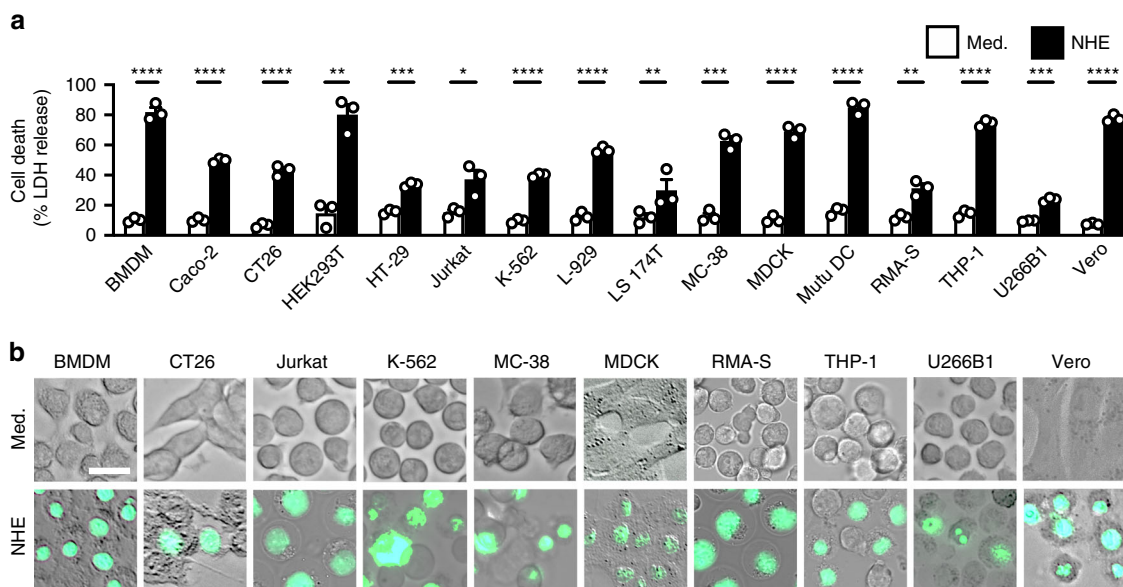 a
Med. NHE
**** **** **** ** *** * **** **** ** *** **** **** ** **** *** ****
Cell death
(% LDH release)
100
80
60
40
20
0
BMDM Caco-2 CT26 HEK293T HT-29 Jurkat K-562 L-929 LS 174T MC-38 MDCK Mutu DC RMA-S THP-1 U266B1 Vero
b
BMDM CT26 Jurkat K-562 MC-38 MDCK RMA-S THP-1 U266B1 Vero
Med.
NHE